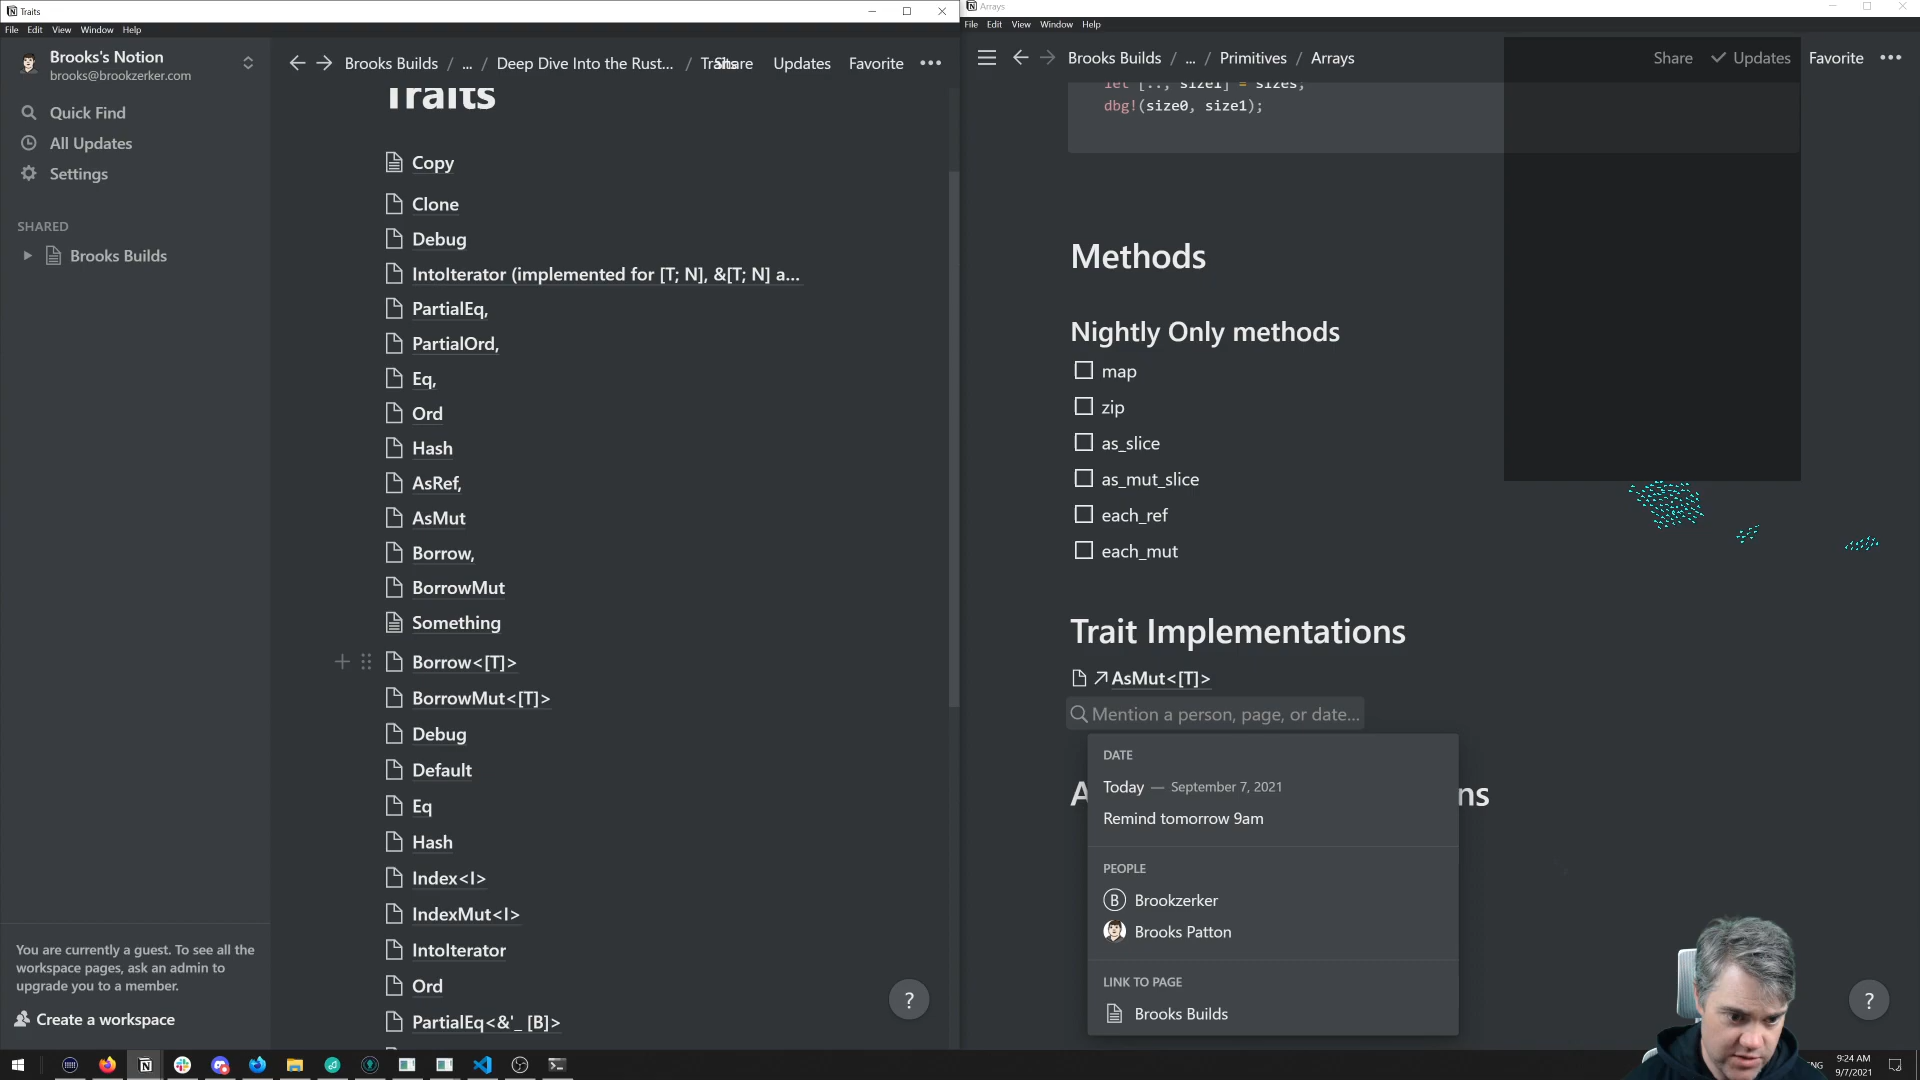 Traits
File Edit View Window Help
Brooks's Notion
brooks@brookzerker.com
Quick Find
All Updates
Settings
SHARED
Brooks Builds
You are currently a guest. To see all the
workspace pages, ask an admin to
upgrade you to a member.
Create a workspace
Brooks Builds / ... / Deep Dive Into the Rust... / Traits Share Updates Favorite
Traits
Copy
Clone
Debug
IntoIterator (implemented for [T; N], &[T; N] a...
PartialEq,
PartialOrd,
Eq,
Ord
Hash
AsRef,
AsMut
Borrow,
BorrowMut
Something
Borrow<[T]>
BorrowMut<[T]>
Debug
Default
Eq
Hash
Index<I>
IndexMut<I>
IntoIterator
Ord
PartialEq<&'_ [B]>
?
Arrays
File Edit View Window Help
Brooks Builds / ... / Primitives / Arrays Share Updates Favorite
let [.., size1] = sizes;
dbg!(size0, size1);
Methods
Nightly Only methods
map
zip
as_slice
as_mut_slice
each_ref
each_mut
Trait Implementations
AsMut<[T]>
Mention a person, page, or date...
DATE
Today — September 7, 2021
Remind tomorrow 9am
PEOPLE
B Brookzerker
Brooks Patton
LINK TO PAGE
Brooks Builds
?
9:24 AM
9/7/2021